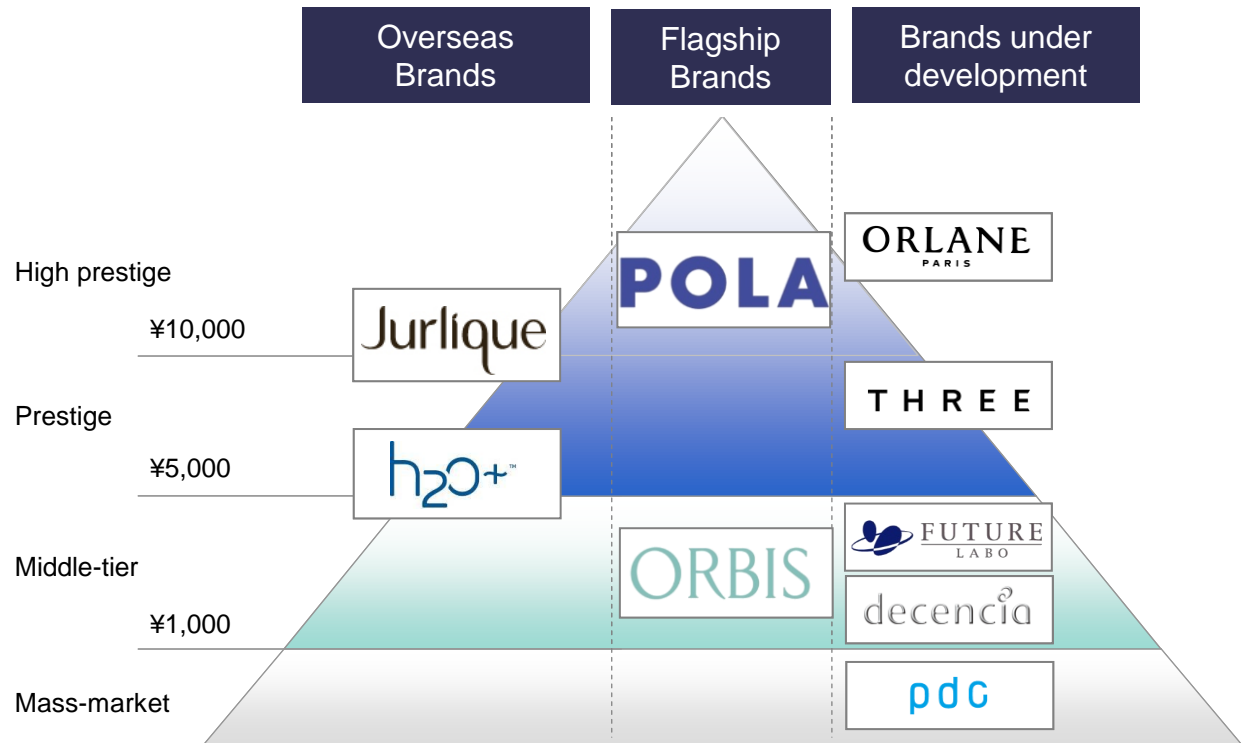 Overseas
Brands
Flagship
Brands
Brands under
development
High prestige
¥10,000
Prestige
¥5,000
Middle-tier
¥1,000
Mass-market
Jurlique
h2o+™
POLA
ORBIS
ORLANE
PARIS
THREE
FUTURE
LABO
decencia
pdc